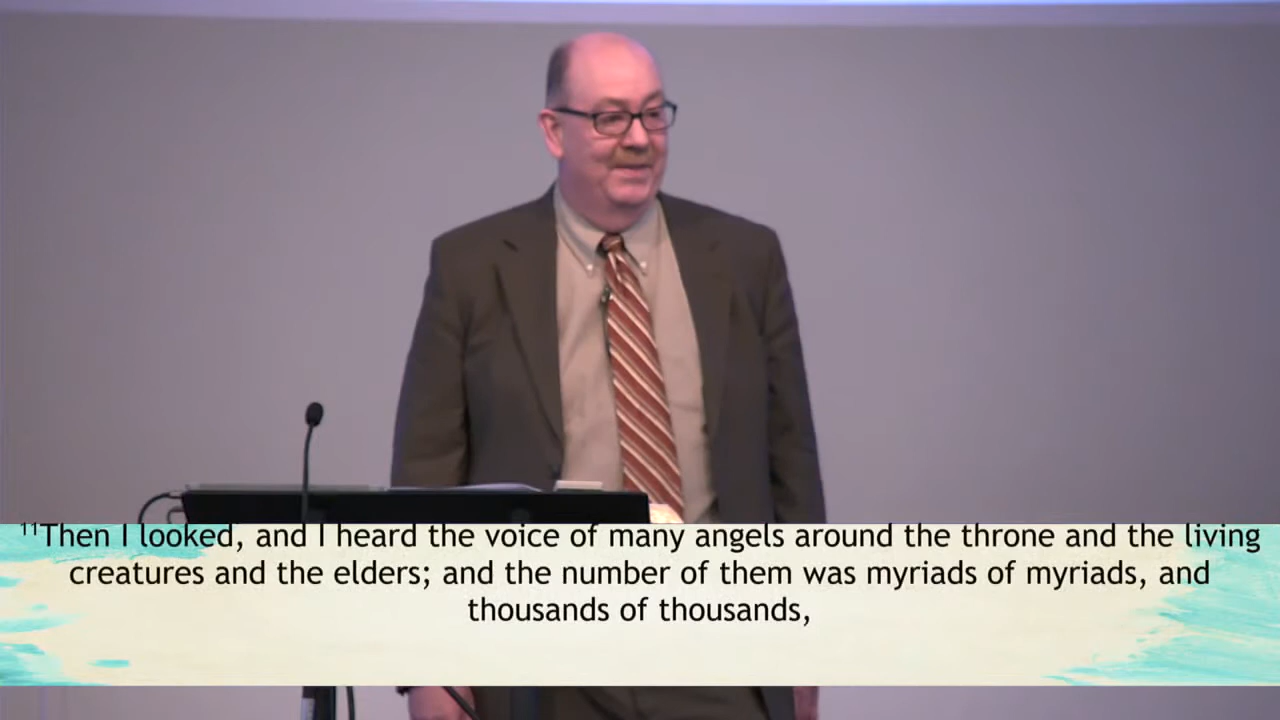 ¹¹Then I looked, and I heard the voice of many angels around the throne and the living
creatures and the elders; and the number of them was myriads of myriads, and
thousands of thousands,